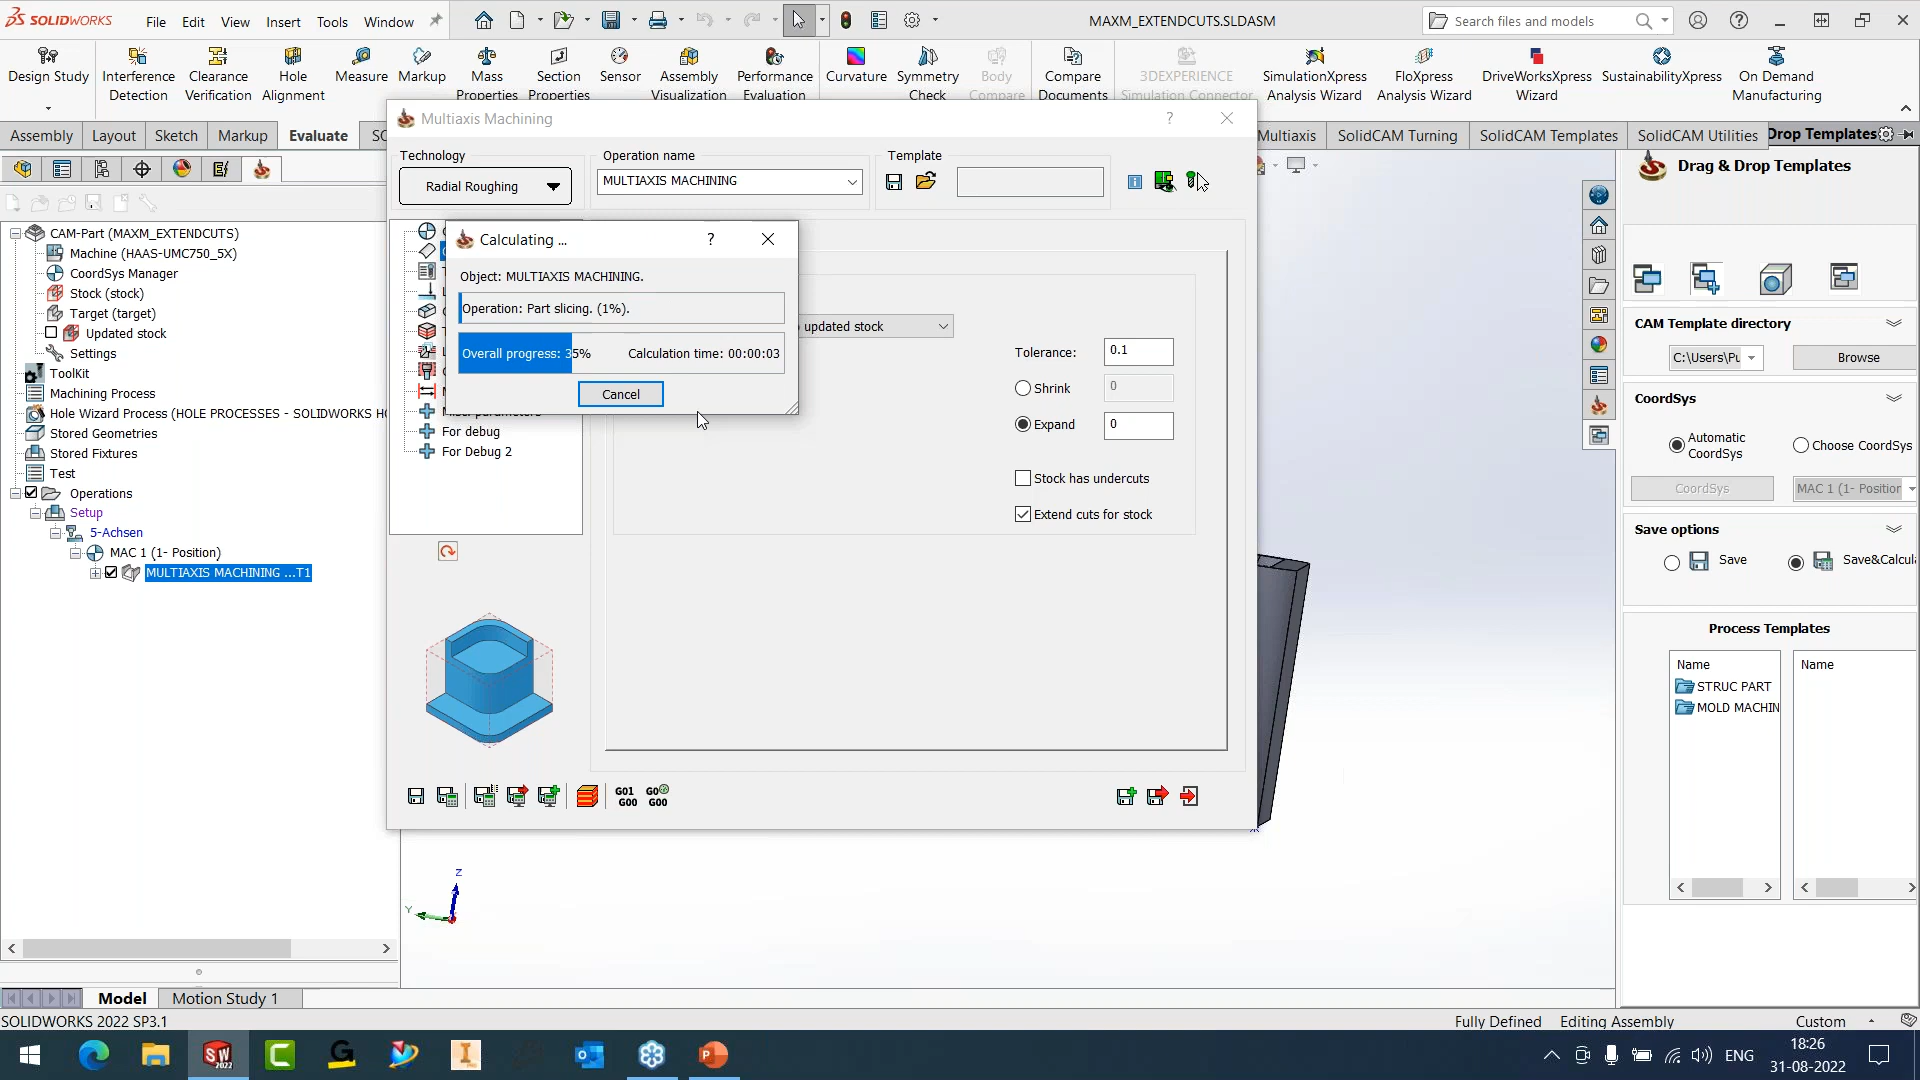 SOLIDWORKS
File Edit View Insert Tools Window
MAXM_EXTENDCUTS.SLDASM
Search files and models
Design Study
Interference Detection
Clearance Verification
Hole Alignment
Measure
Markup
Mass Properties
Section Properties
Sensor
Assembly Visualization
Performance Evaluation
Curvature
Symmetry Check
Body Compare
Compare Documents
3DEXPERIENCE Simulation Connector
SimulationXpress Analysis Wizard
FloXpress Analysis Wizard
DriveWorksXpress Wizard
SustainabilityXpress
On Demand Manufacturing
Assembly Layout Sketch Markup Evaluate SC
Multiaxis SolidCAM Turning SolidCAM Templates SolidCAM Utilities Drop Templates
Multiaxis Machining
?
Technology
Radial Roughing
Operation name
MULTIAXIS MACHINING
Template
CAM-Part (MAXM_EXTENDCUTS)
Machine (HAAS-UMC750_5X)
CoordSys Manager
Stock (stock)
Target (target)
Updated stock
Settings
ToolKit
Machining Process
Hole Wizard Process (HOLE PROCESSES - SOLIDWORKS HO
Stored Geometries
Stored Fixtures
Test
Operations
Setup
5-Achsen
MAC 1 (1- Position)
MULTIAXIS MACHINING ...T1
Calculating ...
?
Object: MULTIAXIS MACHINING.
Operation: Part slicing. (1%).
Overall progress: 35% Calculation time: 00:00:03
Cancel
For debug
For Debug 2
updated stock
Tolerance: 0.1
Shrink 0
Expand 0
Stock has undercuts
Extend cuts for stock
G01 G00
G0 G00
Drag & Drop Templates
CAM Template directory
C:\Users\Pu
Browse
CoordSys
Automatic CoordSys
Choose CoordSys
CoordSys
MAC 1 (1- Position
Save options
Save
Save&Calcula
Process Templates
Name
STRUC PART
MOLD MACHIN
Name
Z
Y
Model Motion Study 1
SOLIDWORKS 2022 SP3.1
Fully Defined Editing Assembly Custom
SW 2022
ENG
18:26
31-08-2022